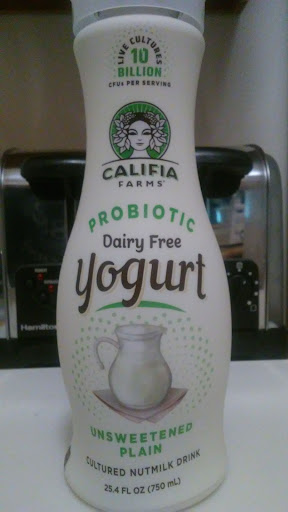 LIVE CULTURES
10
BILLION
CFUs PER SERVING
CALIFIA
FARMS
PROBIOTIC
Dairy Free
Yogurt
UNSWEETENED
PLAIN
CULTURED NUTMILK DRINK
25.4 FL OZ (750 mL)
Hamilton